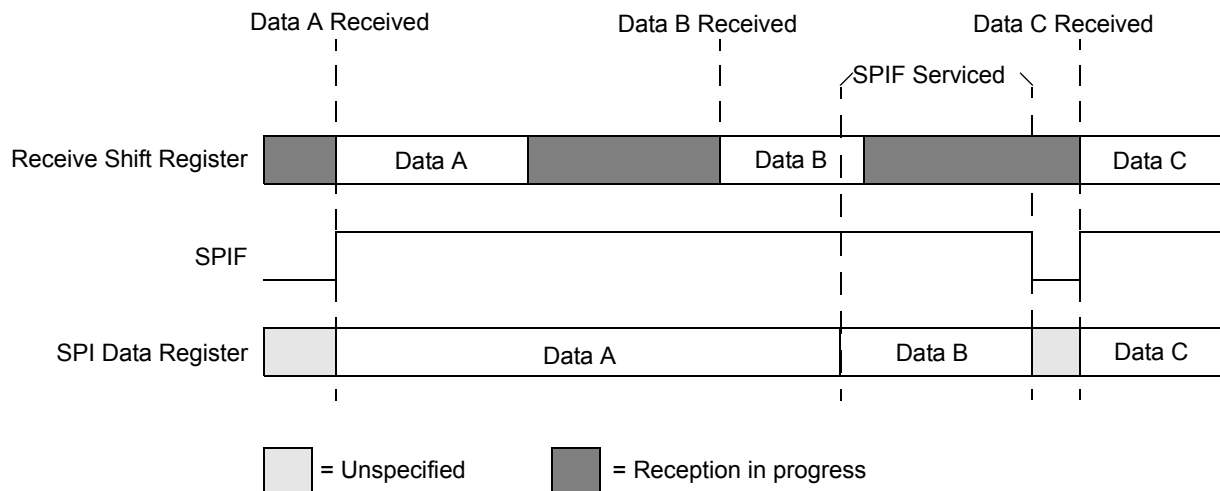 Data A Received
Data B Received
Data C Received
SPIF Serviced
Receive Shift Register
Data A
Data B
Data C
SPIF
SPI Data Register
Data A
Data B
Data C
= Unspecified
= Reception in progress